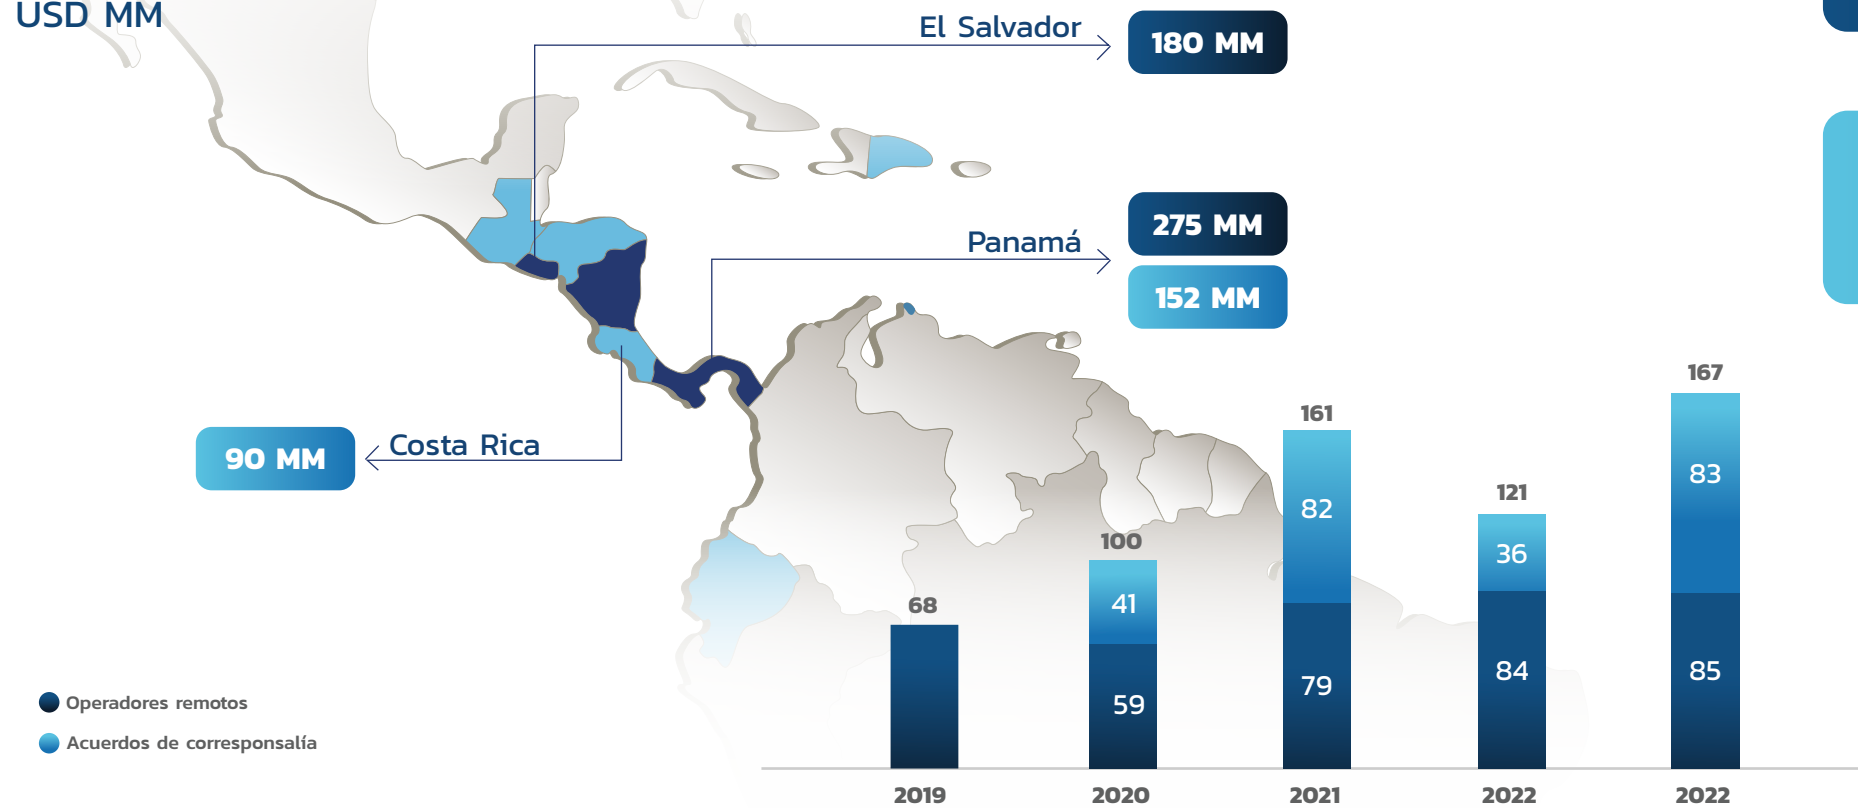 USD MM
El Salvador
180 MM
Panamá
275 MM
152 MM
Costa Rica
90 MM
Operadores remotos
Acuerdos de corresponsalía
68
100
41
59
161
82
79
121
36
84
167
83
85
2019
2020
2021
2022
2022